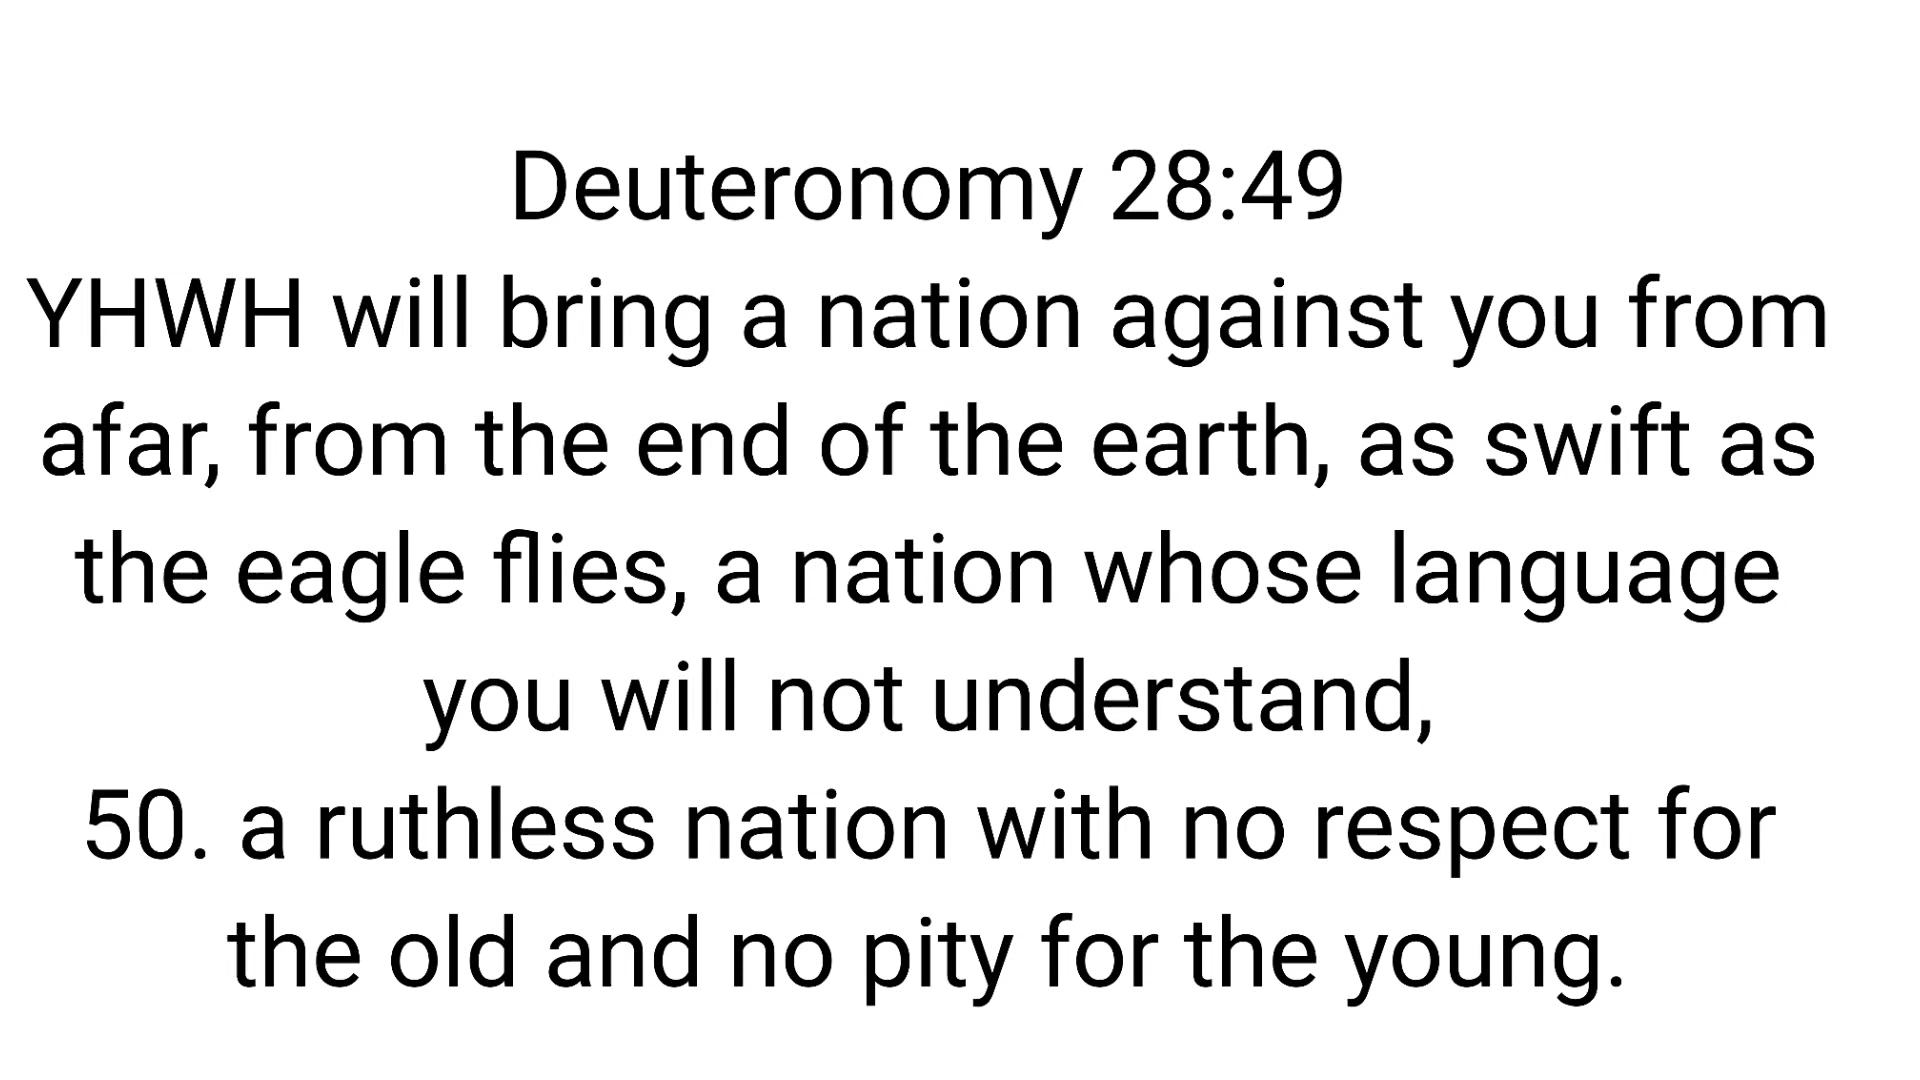 Deuteronomy 28:49
YHWH will bring a nation against you from
afar, from the end of the earth, as swift as
the eagle flies, a nation whose language
you will not understand,
50. a ruthless nation with no respect for
the old and no pity for the young.